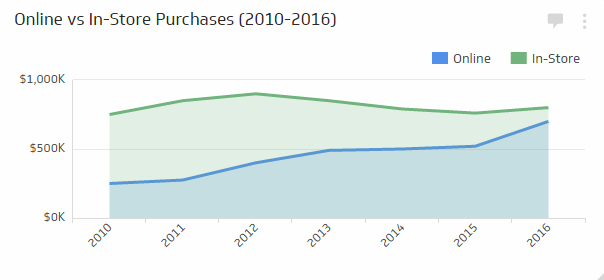 Online vs In-Store Purchases (2010-2016)
Online In-Store
$1,000K
$500K
$0K
2010 2011 2012 2013 2014 2015 2016